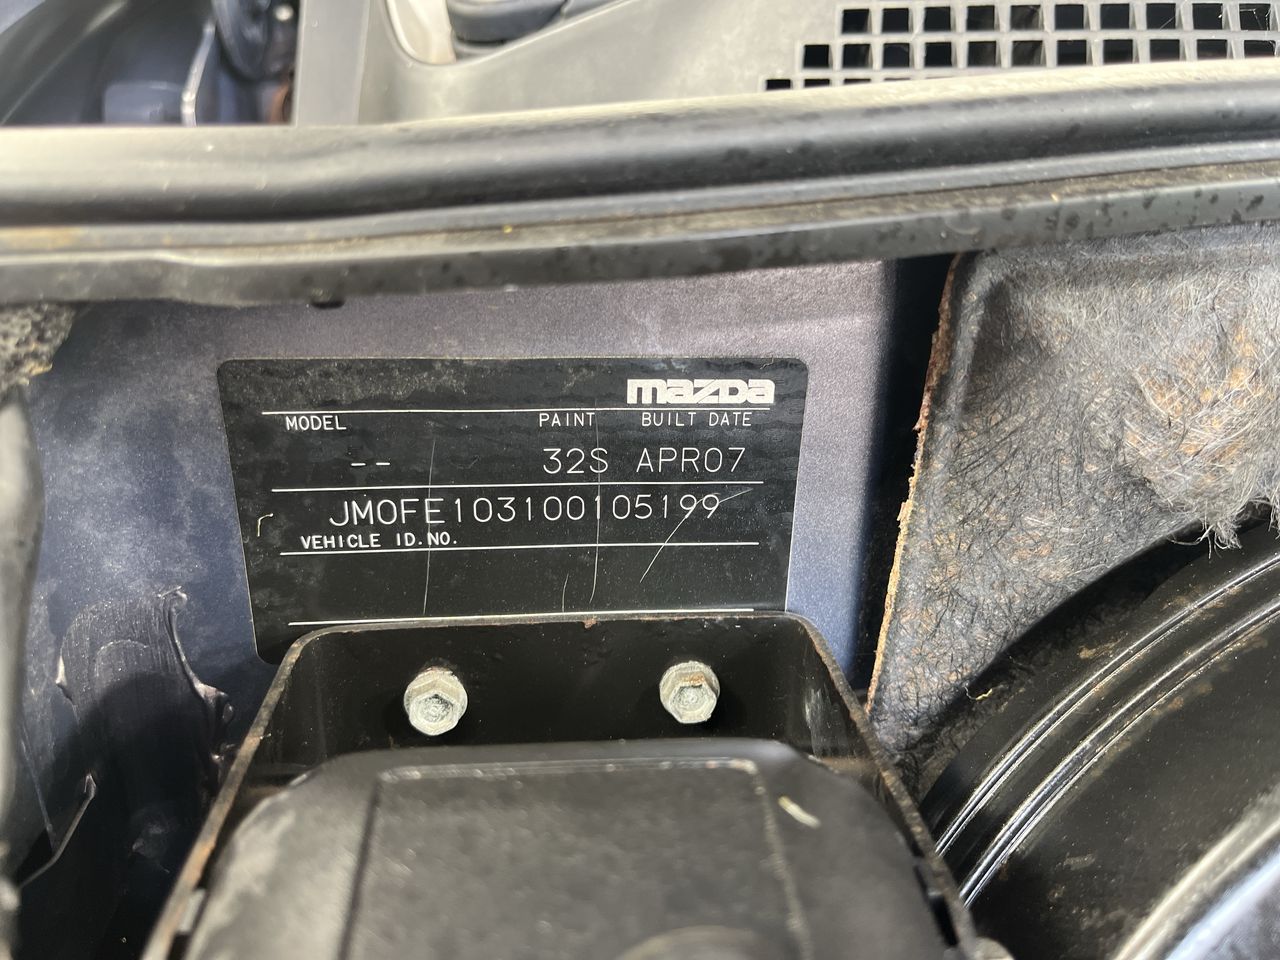 mazda
MODEL PAINT BUILT DATE
-- 32S APR07
JM0FE103100105199
VEHICLE ID.NO.